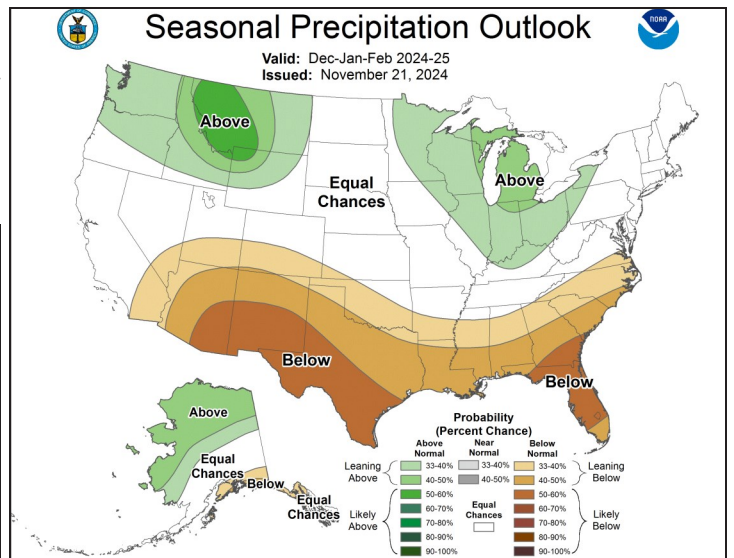 Seasonal Precipitation Outlook
NOAA
Valid: Dec-Jan-Feb 2024-25
Issued: November 21, 2024
Above
Equal
Chances
Above
Below
Below
Above
Equal
Chances
Below
Equal
Chances
Probability
(Percent Chance)
Above
Normal
Near
Normal
Below
Normal
Leaning
Above
33-40%
40-50%
33-40%
40-50%
33-40%
40-50%
Leaning
Below
Likely
Above
50-60%
60-70%
70-80%
80-90%
90-100%
Equal
Chances
50-60%
60-70%
70-80%
80-90%
90-100%
Likely
Below